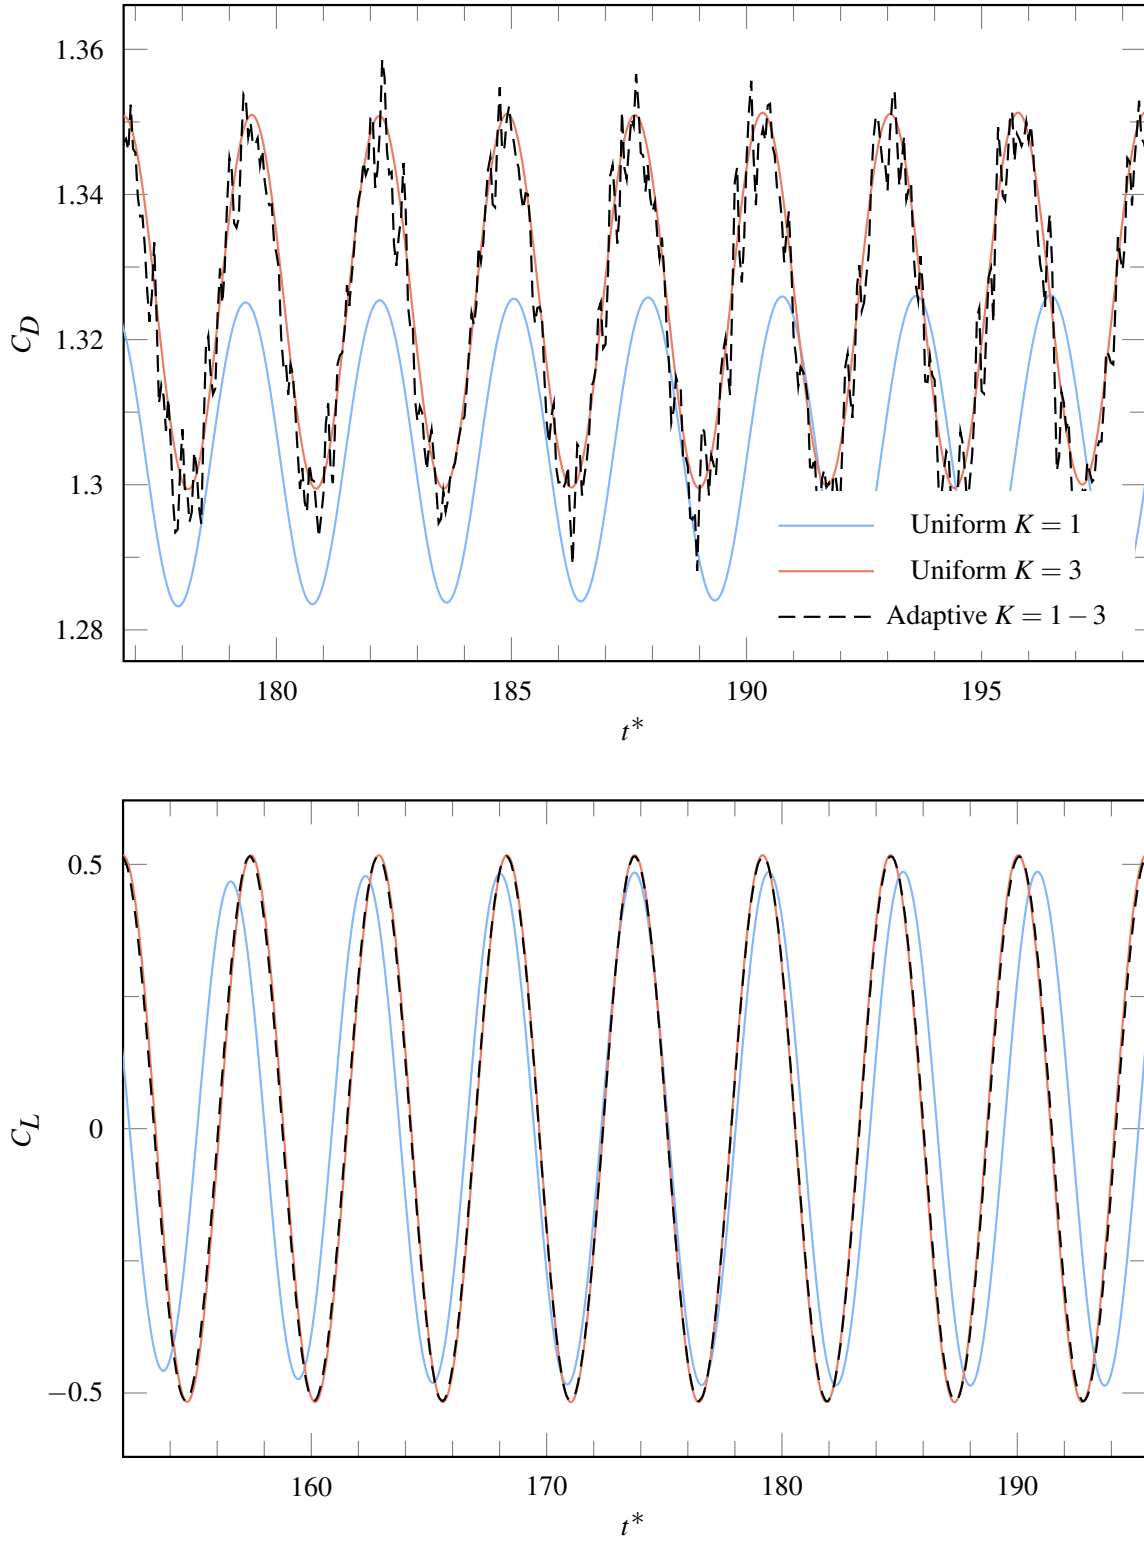 1.36
1.34
1.32
1.3
1.28
C_D
180 185 190 195
t*
Uniform K = 1
Uniform K = 3
Adaptive K = 1 − 3
0.5
0
−0.5
C_L
160 170 180 190
t*